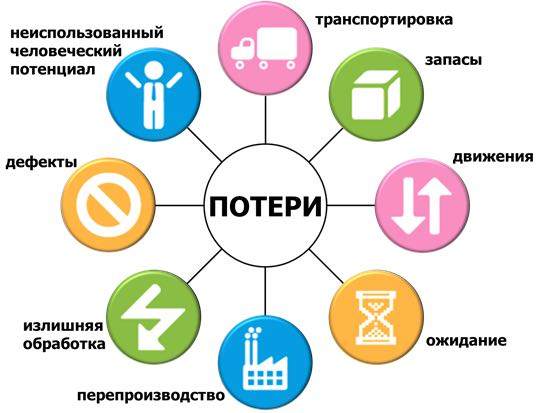 неиспользованный
человеческий
потенциал
транспортировка
запасы
дефекты
ПОТЕРИ
движения
излишняя
обработка
ожидание
перепроизводство